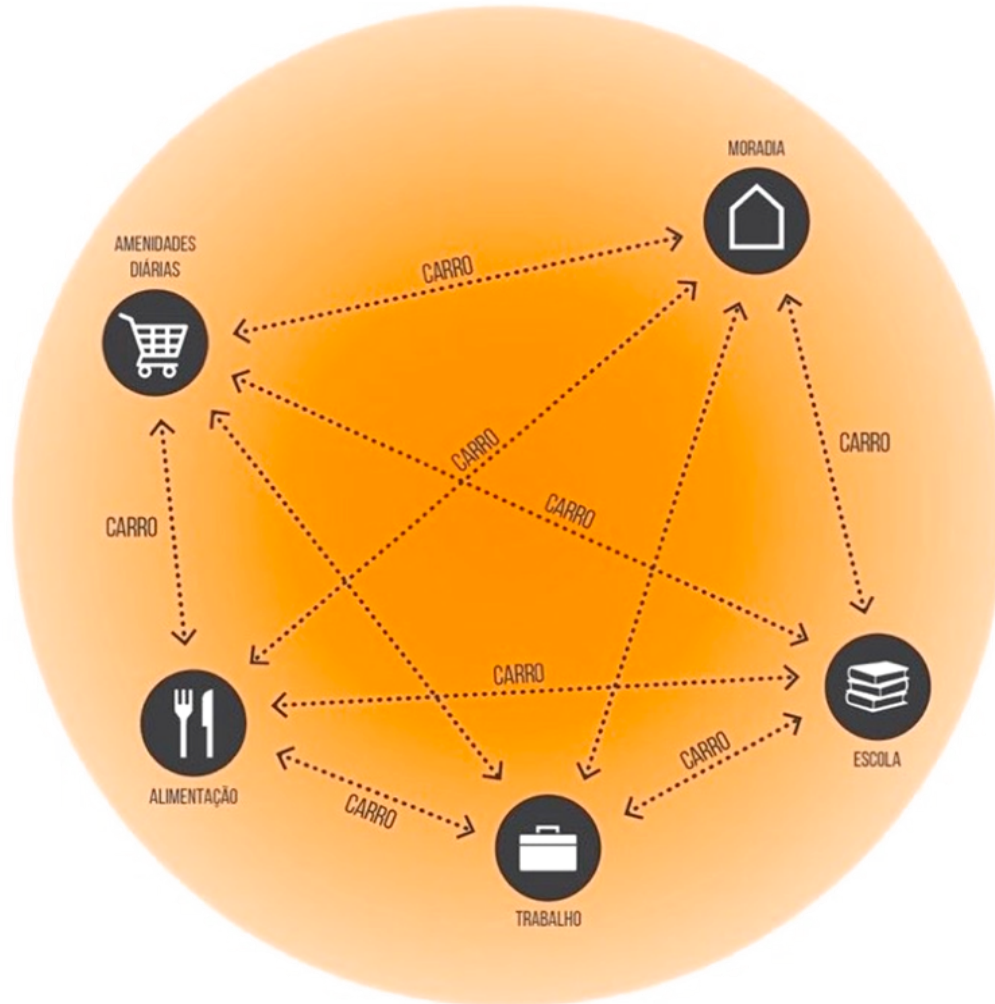 MORADIA
AMENIDADES
DIÁRIAS
CARRO
CARRO
CARRO
CARRO
CARRO
CARRO
CARRO
CARRO
ESCOLA
ALIMENTAÇÃO
TRABALHO